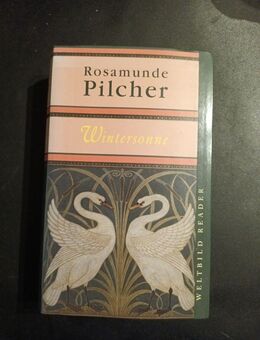 Rosamunde
Pilcher
Wintersonne
WELTBILD READER